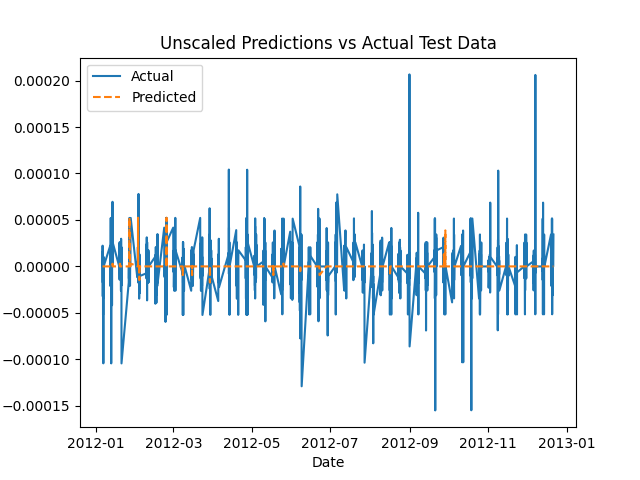 Unscaled Predictions vs Actual Test Data
Actual
Predicted
0.00020
0.00015
0.00010
0.00005
0.00000
−0.00005
−0.00010
−0.00015
2012-01 2012-03 2012-05 2012-07 2012-09 2012-11 2013-01
Date